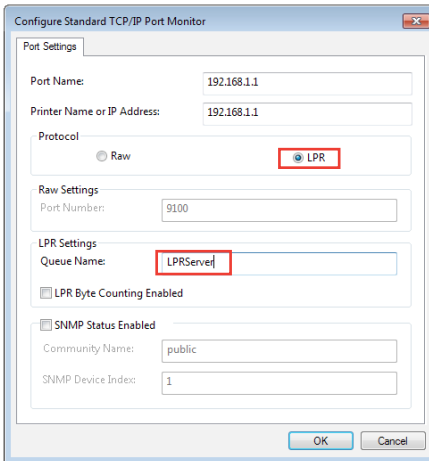 Configure Standard TCP/IP Port Monitor
Port Settings
Port Name: 192.168.1.1
Printer Name or IP Address: 192.168.1.1
Protocol
Raw LPR
Raw Settings
Port Number: 9100
LPR Settings
Queue Name: LPRServer
LPR Byte Counting Enabled
SNMP Status Enabled
Community Name: public
SNMP Device Index: 1
OK Cancel